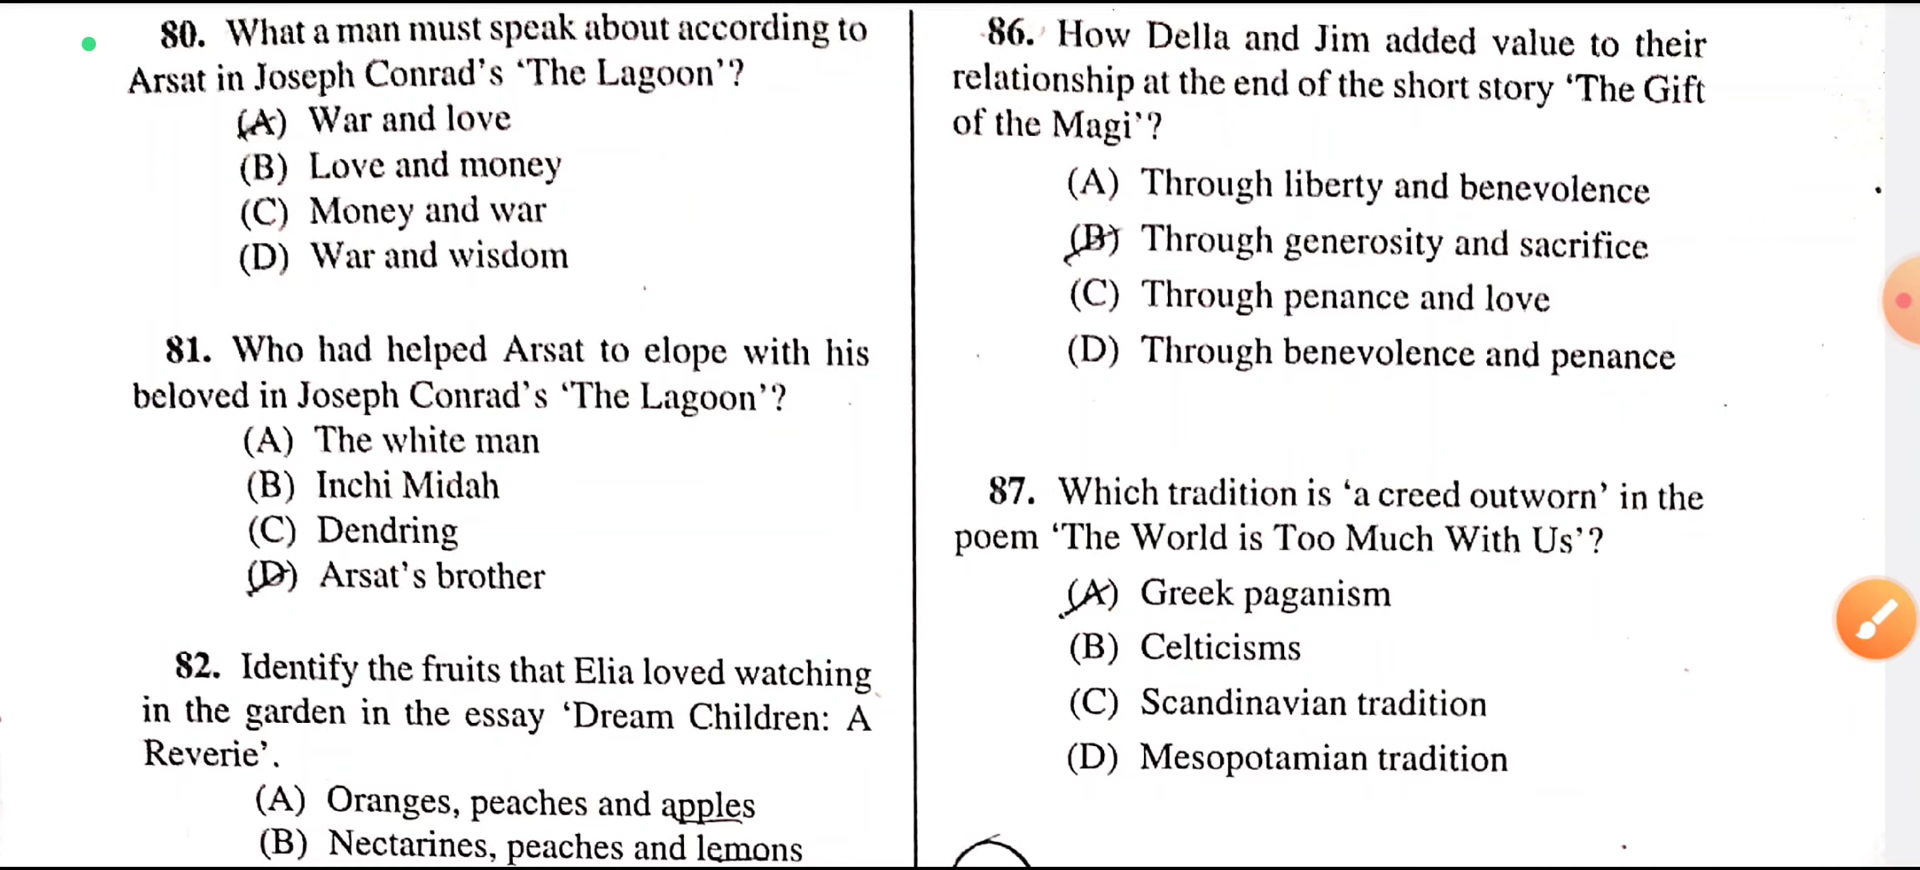 80. What a man must speak about according to
Arsat in Joseph Conrad's 'The Lagoon'?
(A) War and love
(B) Love and money
(C) Money and war
(D) War and wisdom
81. Who had helped Arsat to elope with his
beloved in Joseph Conrad's 'The Lagoon'?
(A) The white man
(B) Inchi Midah
(C) Dendring
(D) Arsat's brother
82. Identify the fruits that Elia loved watching
in the garden in the essay 'Dream Children: A
Reverie'.
(A) Oranges, peaches and apples
(B) Nectarines, peaches and lemons
86. How Della and Jim added value to their
relationship at the end of the short story 'The Gift
of the Magi'?
(A) Through liberty and benevolence
(B) Through generosity and sacrifice
(C) Through penance and love
(D) Through benevolence and penance
87. Which tradition is 'a creed outworn' in the
poem 'The World is Too Much With Us'?
(A) Greek paganism
(B) Celticisms
(C) Scandinavian tradition
(D) Mesopotamian tradition